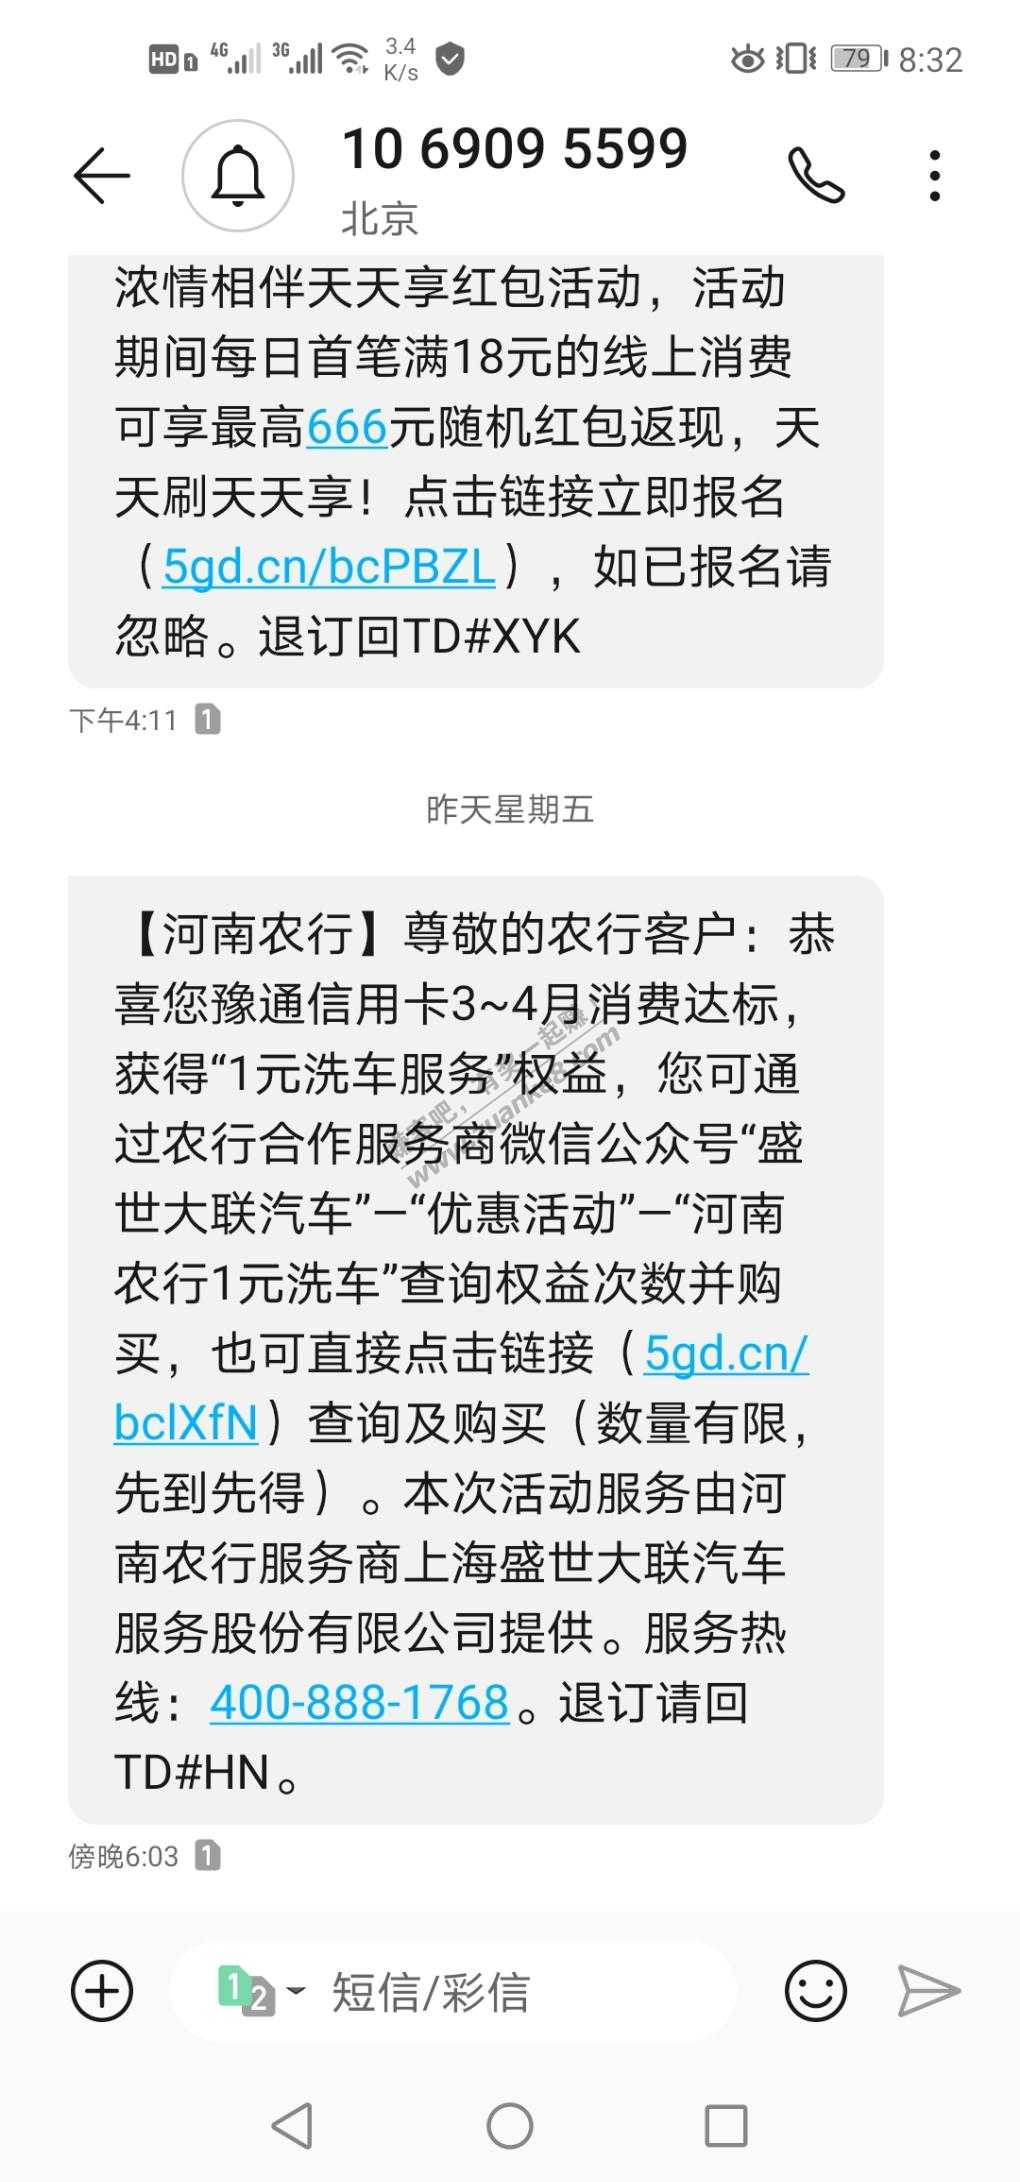 HD 1 4G 3G 3.4 K/s 79 8:32
10 6909 5599
北京
浓情相伴天天享红包活动，活动
期间每日首笔满18元的线上消费
可享最高666元随机红包返现，天
天刷天天享！点击链接立即报名
（5gd.cn/bcPBZL），如已报名请
忽略。退订回TD#XYK
下午4:11 1
昨天星期五
【河南农行】尊敬的农行客户：恭
喜您豫通信用卡3~4月消费达标，
获得“1元洗车服务”权益，您可通
过农行合作服务商微信公众号“盛
世大联汽车”—“优惠活动”—“河南
农行1元洗车”查询权益次数并购
买，也可直接点击链接（5gd.cn/
bclXfN）查询及购买（数量有限，
先到先得）。本次活动服务由河
南农行服务商上海盛世大联汽车
服务股份有限公司提供。服务热
线：400-888-1768。退订请回
TD#HN。
傍晚6:03 1
1 2 短信/彩信